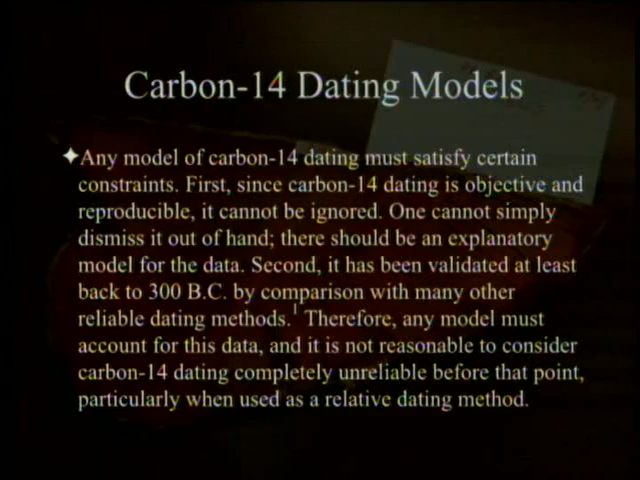 Carbon-14 Dating Models
✦Any model of carbon-14 dating must satisfy certain
constraints. First, since carbon-14 dating is objective and
reproducible, it cannot be ignored. One cannot simply
dismiss it out of hand; there should be an explanatory
model for the data. Second, it has been validated at least
back to 300 B.C. by comparison with many other
reliable dating methods.¹ Therefore, any model must
account for this data, and it is not reasonable to consider
carbon-14 dating completely unreliable before that point,
particularly when used as a relative dating method.